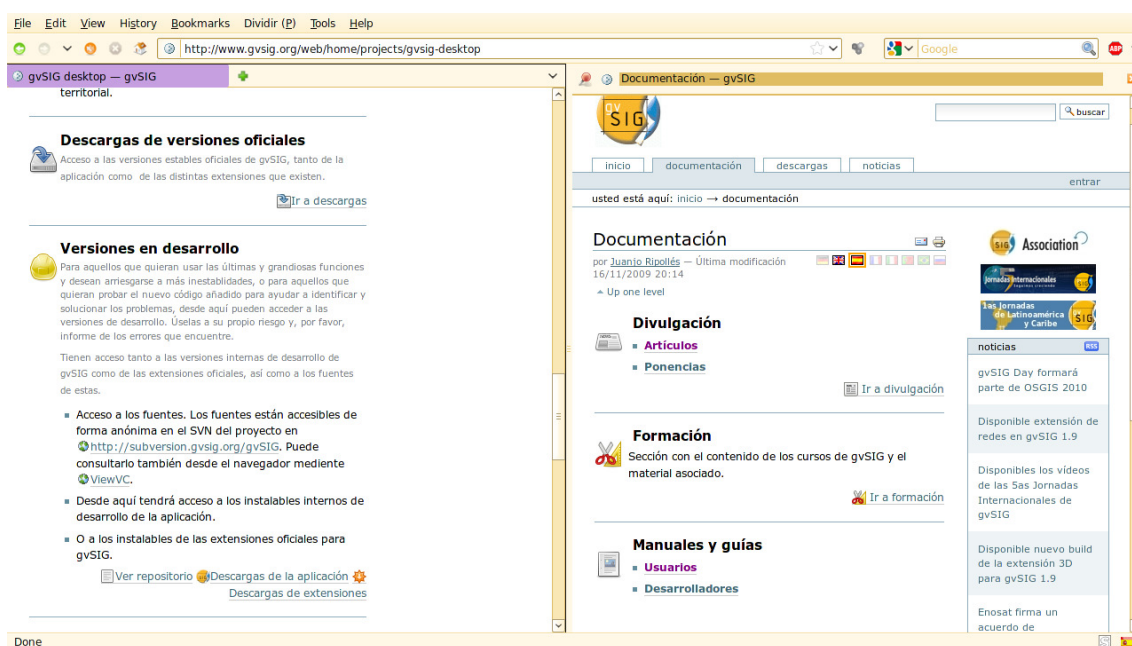 File Edit View History Bookmarks Dividir (P) Tools Help
http://www.gvsig.org/web/home/projects/gvsig-desktop
Google
ABP
gvSIG desktop — gvSIG
territorial.
Descargas de versiones oficiales
Acceso a las versiones estables oficiales de gvSIG, tanto de la
aplicación como de las distintas extensiones que existen.
Ir a descargas
Versiones en desarrollo
Para aquellos que quieran usar las últimas y grandiosas funciones
y desean arriesgarse a más inestablidades, o para aquellos que
quieran probar el nuevo código añadido para ayudar a identificar y
solucionar los problemas, desde aquí pueden acceder a las
versiones de desarrollo. Úselas a su propio riesgo y, por favor,
informe de los errores que encuentre.
Tienen acceso tanto a las versiones internas de desarrollo de
gvSIG como de las extensiones oficiales, así como a los fuentes
de estas.
Acceso a los fuentes. Los fuentes están accesibles de
forma anónima en el SVN del proyecto en
http://subversion.gvsig.org/gvSIG. Puede
consultarlo también desde el navegador mediante
ViewVC.
Desde aquí tendrá acceso a los instalables internos de
desarrollo de la aplicación.
O a los instalables de las extensiones oficiales para
gvSIG.
Ver repositorio Descargas de la aplicación
Descargas de extensiones
Documentación — gvSIG
gv
SIG
buscar
inicio documentación descargas noticias
entrar
usted está aquí: inicio → documentación
Documentación
por Juanjo Ripollés — Última modificación
16/11/2009 20:14
Up one level
Divulgación
Artículos
Ponencias
Ir a divulgación
Formación
Sección con el contenido de los cursos de gvSIG y el
material asociado.
Ir a formación
Manuales y guías
Usuarios
Desarrolladores
SIG Association
Jornadas Internacionales
1as Jornadas
de Latinoamérica
y Caribe
SIG
noticias RSS
gvSIG Day formará
parte de OSGIS 2010
Disponible extensión de
redes en gvSIG 1.9
Disponibles los vídeos
de las 5as Jornadas
Internacionales de
gvSIG
Disponible nuevo build
de la extensión 3D
para gvSIG 1.9
Enosat firma un
acuerdo de
Done